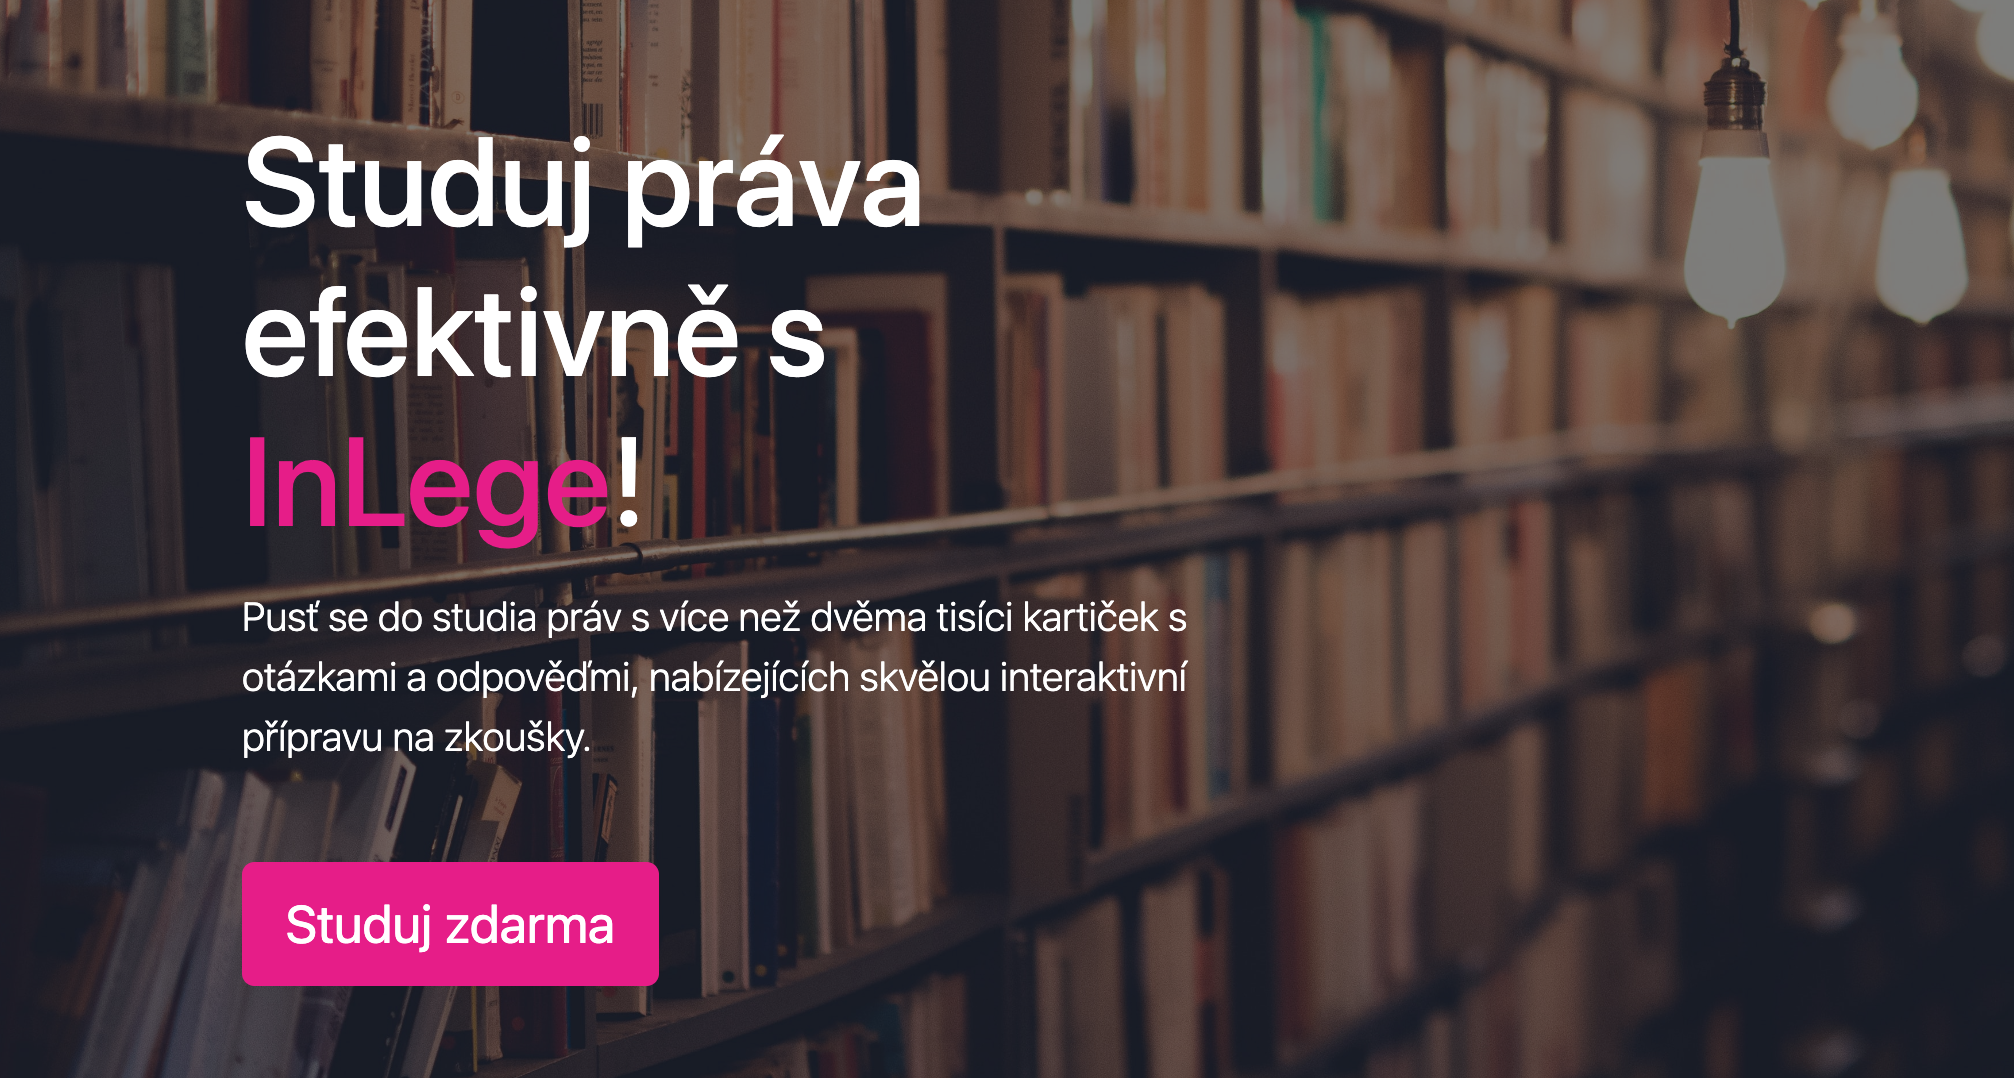 Studuj práva
efektivně s
InLege!
Pusť se do studia práv s více než dvěma tisíci kartiček s
otázkami a odpověďmi, nabízejících skvělou interaktivní
přípravu na zkoušky.
Studuj zdarma